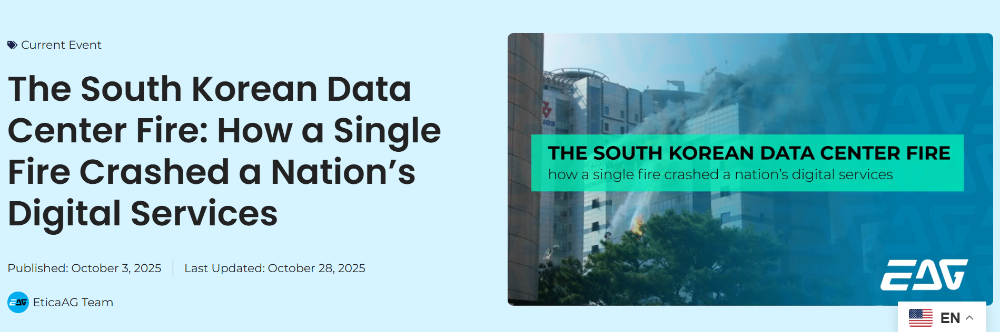 Current Event
The South Korean Data
Center Fire: How a Single
Fire Crashed a Nation’s
Digital Services
Published: October 3, 2025
Last Updated: October 28, 2025
EAG
EticaAG Team
THE SOUTH KOREAN DATA CENTER FIRE
how a single fire crashed a nation’s digital services
EAG
EN